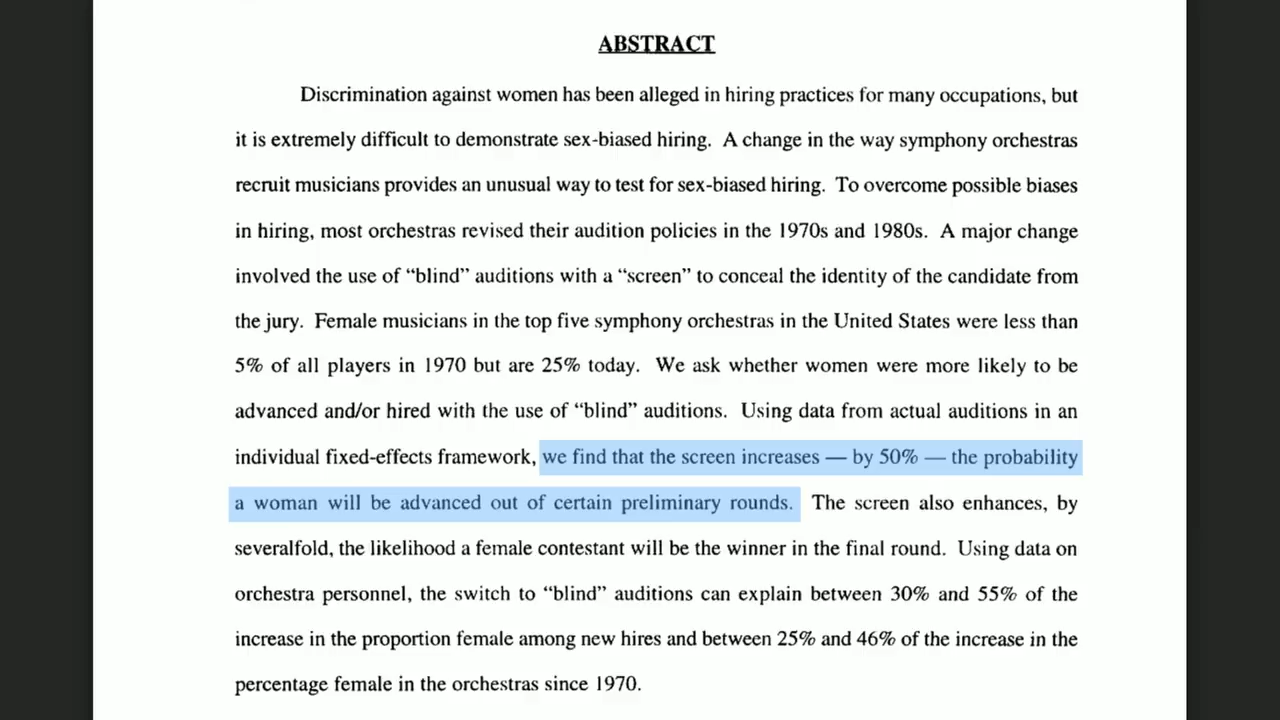 ABSTRACT
Discrimination against women has been alleged in hiring practices for many occupations, but
it is extremely difficult to demonstrate sex-biased hiring. A change in the way symphony orchestras
recruit musicians provides an unusual way to test for sex-biased hiring. To overcome possible biases
in hiring, most orchestras revised their audition policies in the 1970s and 1980s. A major change
involved the use of “blind” auditions with a “screen” to conceal the identity of the candidate from
the jury. Female musicians in the top five symphony orchestras in the United States were less than
5% of all players in 1970 but are 25% today. We ask whether women were more likely to be
advanced and/or hired with the use of “blind” auditions. Using data from actual auditions in an
individual fixed-effects framework, we find that the screen increases — by 50% — the probability
a woman will be advanced out of certain preliminary rounds. The screen also enhances, by
severalfold, the likelihood a female contestant will be the winner in the final round. Using data on
orchestra personnel, the switch to “blind” auditions can explain between 30% and 55% of the
increase in the proportion female among new hires and between 25% and 46% of the increase in the
percentage female in the orchestras since 1970.